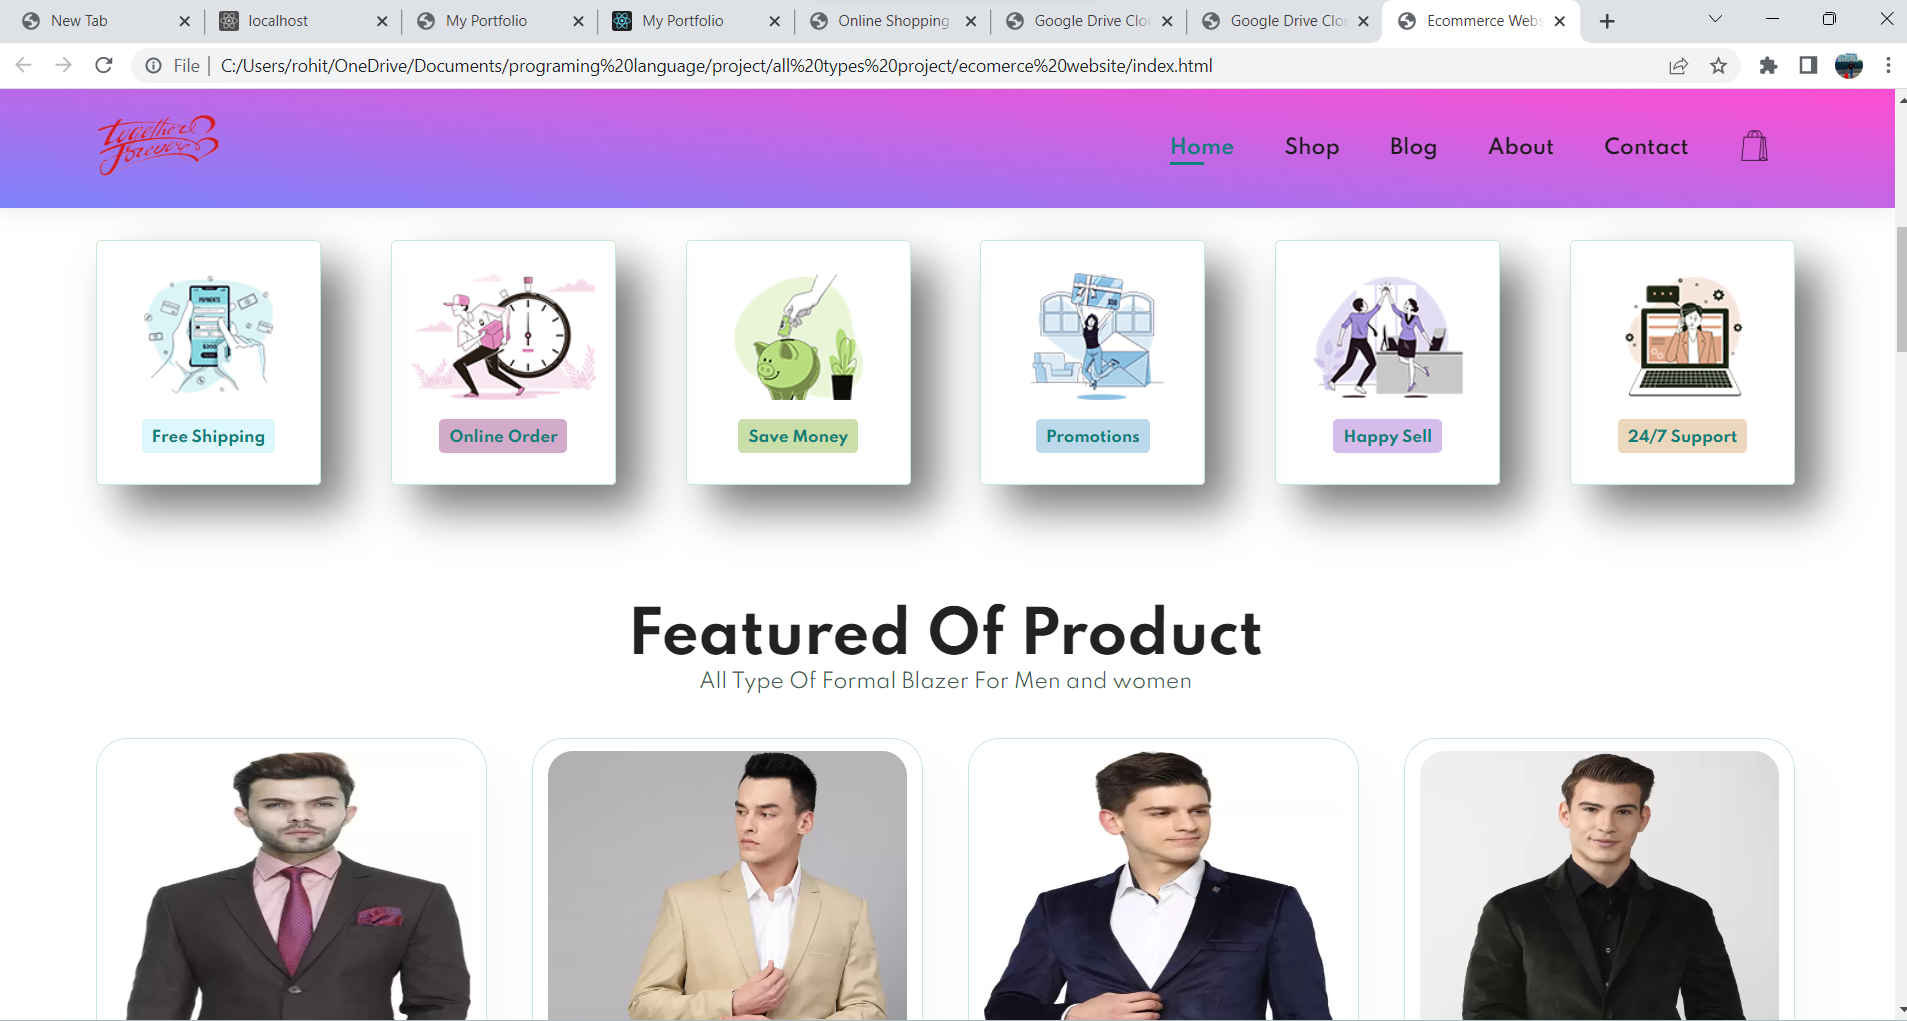 New Tab
localhost
My Portfolio
My Portfolio
Online Shopping
Google Drive Clo
Google Drive Clo
Ecommerce Webs
File
C:/Users/rohit/OneDrive/Documents/programing%20language/project/all%20types%20project/ecomerce%20website/index.html
Together
Forever
Home
Shop
Blog
About
Contact
PAYMENTS
$200
$50
Free Shipping
Online Order
Save Money
Promotions
Happy Sell
24/7 Support
Featured Of Product
All Type Of Formal Blazer For Men and women